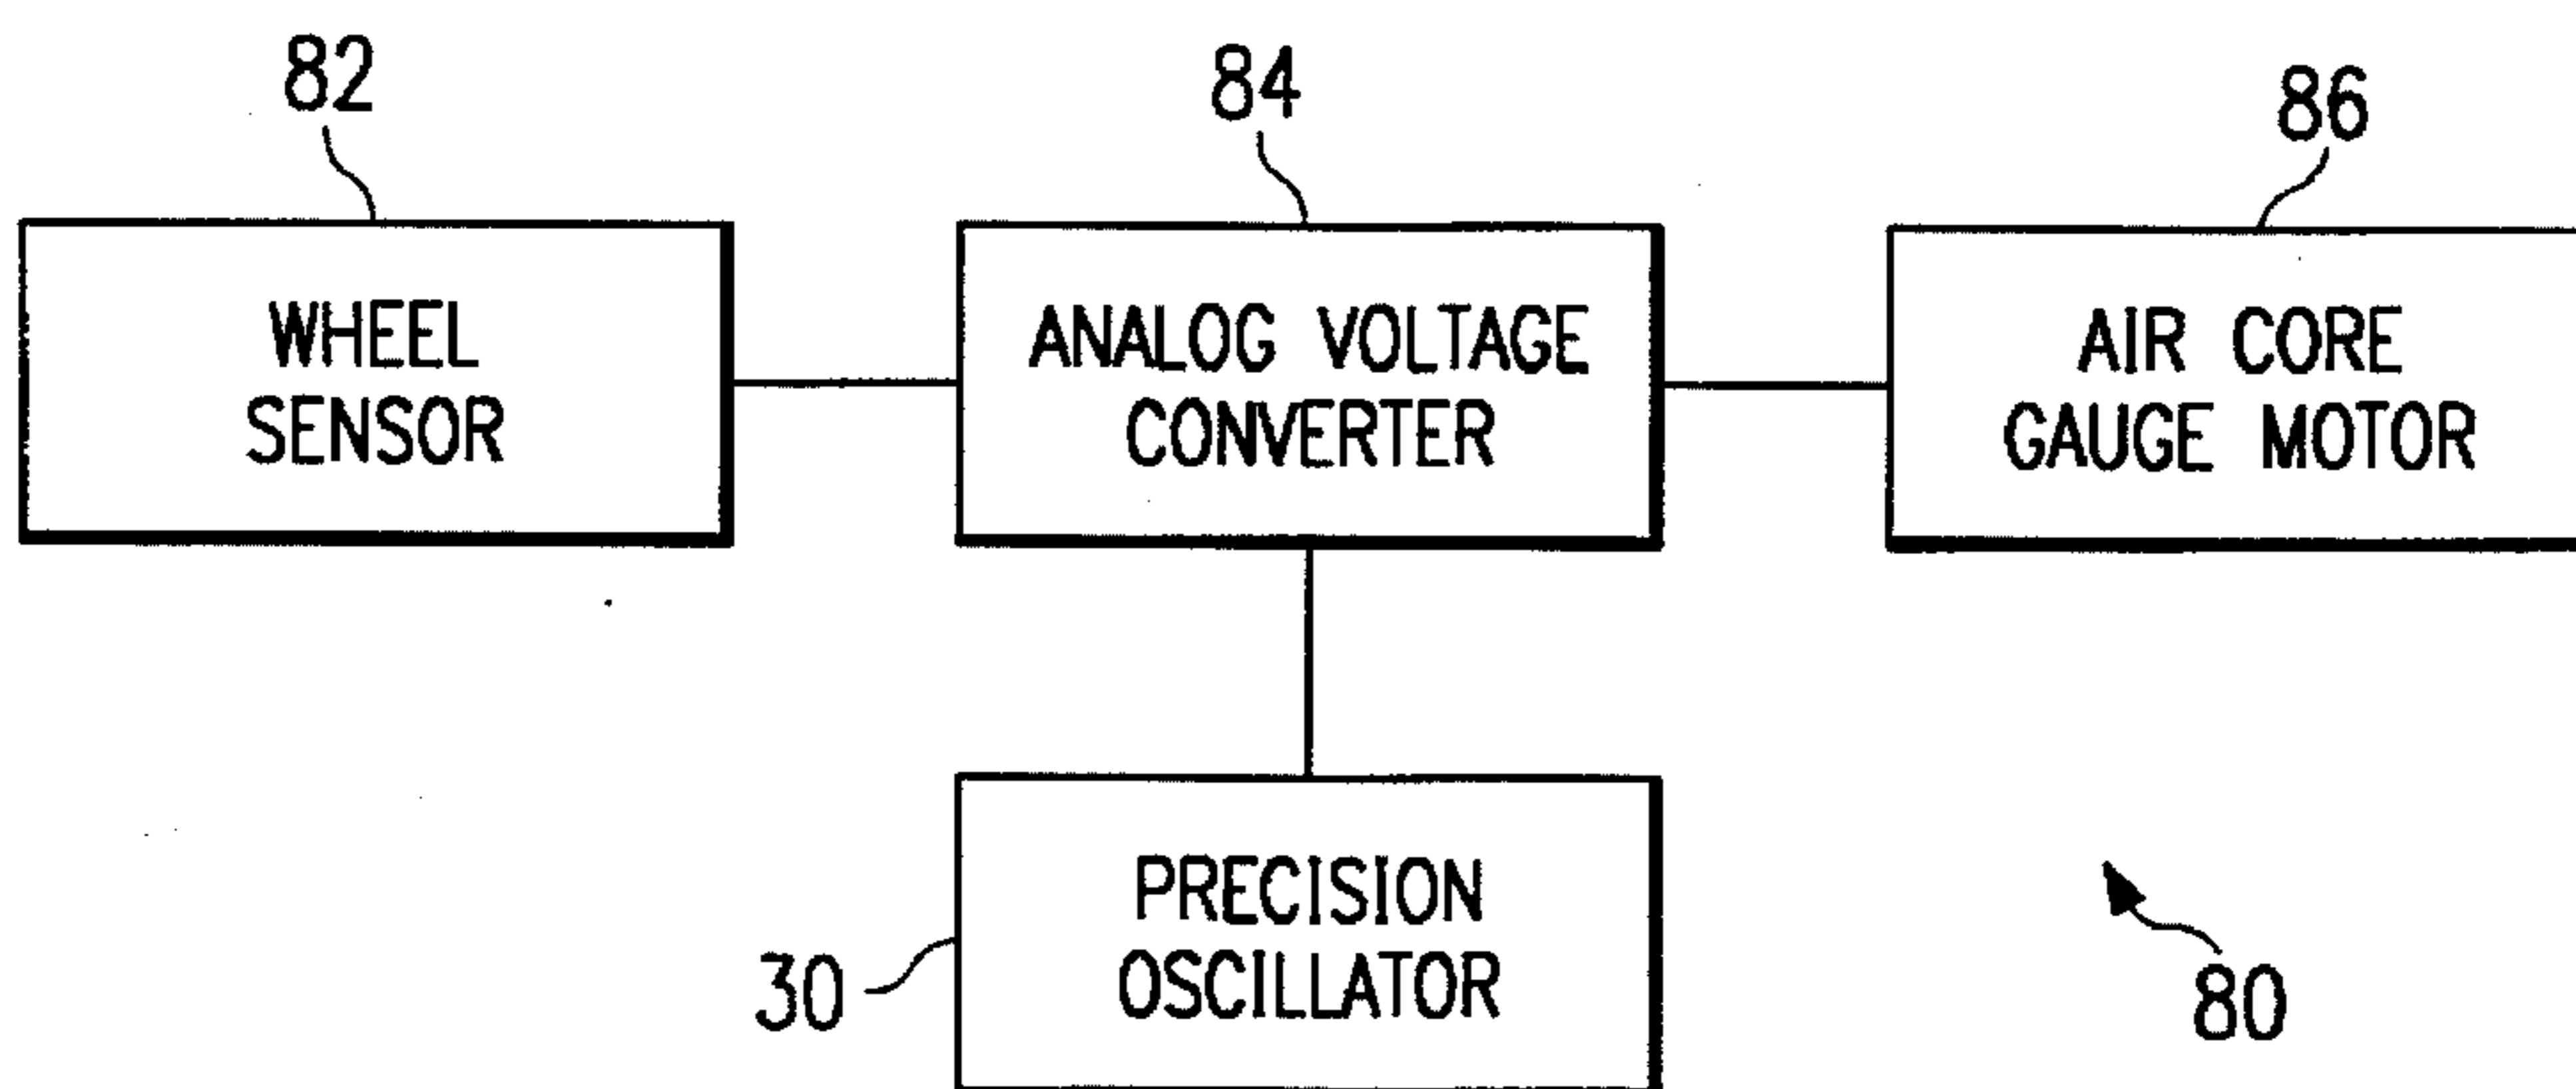 82
84
86
WHEEL
SENSOR
ANALOG VOLTAGE
CONVERTER
AIR CORE
GAUGE MOTOR
PRECISION
OSCILLATOR
30
80